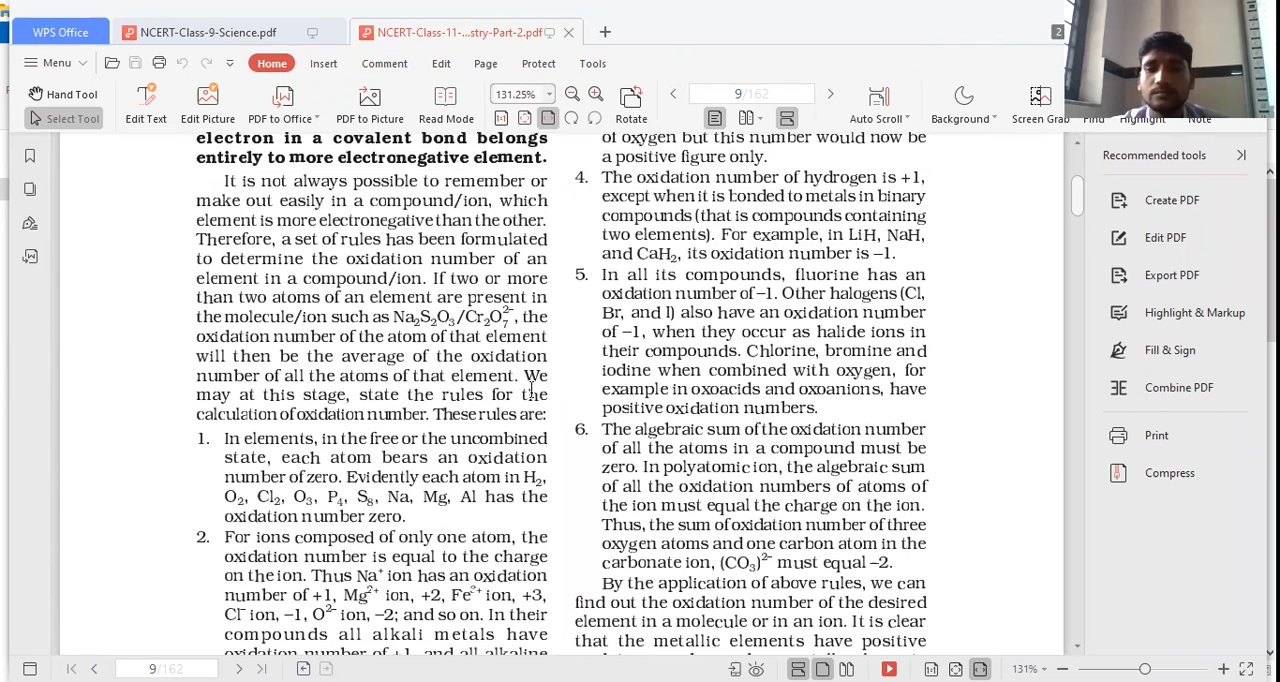 WPS Office
NCERT-Class-9-Science.pdf
NCERT-Class-11-...stry-Part-2.pdf
2
Menu
Home
Insert
Comment
Edit
Page
Protect
Tools
Hand Tool
Select Tool
Edit Text
Edit Picture
PDF to Office
PDF to Picture
Read Mode
131.25%
Rotate
9/162
Auto Scroll
Background
Screen Grab
Find
Highlight
Note
electron in a covalent bond belongs
entirely to more electronegative element.
It is not always possible to remember or
make out easily in a compound/ion, which
element is more electronegative than the other.
Therefore, a set of rules has been formulated
to determine the oxidation number of an
element in a compound/ion. If two or more
than two atoms of an element are present in
the molecule/ion such as Na₂S₂O₃/Cr₂O₇²⁻, the
oxidation number of the atom of that element
will then be the average of the oxidation
number of all the atoms of that element. We
may at this stage, state the rules for the
calculation of oxidation number. These rules are:
1. In elements, in the free or the uncombined
state, each atom bears an oxidation
number of zero. Evidently each atom in H₂,
O₂, Cl₂, O₃, P₄, S₈, Na, Mg, Al has the
oxidation number zero.
2. For ions composed of only one atom, the
oxidation number is equal to the charge
on the ion. Thus Na⁺ ion has an oxidation
number of +1, Mg²⁺ ion, +2, Fe³⁺ ion, +3,
Cl⁻ ion, –1, O²⁻ ion, –2; and so on. In their
compounds all alkali metals have
oxidation number of +1, and all alkaline
of oxygen but this number would now be
a positive figure only.
4. The oxidation number of hydrogen is +1,
except when it is bonded to metals in binary
compounds (that is compounds containing
two elements). For example, in LiH, NaH,
and CaH₂, its oxidation number is –1.
5. In all its compounds, fluorine has an
oxidation number of –1. Other halogens (Cl,
Br, and I) also have an oxidation number
of –1, when they occur as halide ions in
their compounds. Chlorine, bromine and
iodine when combined with oxygen, for
example in oxoacids and oxoanions, have
positive oxidation numbers.
6. The algebraic sum of the oxidation number
of all the atoms in a compound must be
zero. In polyatomic ion, the algebraic sum
of all the oxidation numbers of atoms of
the ion must equal the charge on the ion.
Thus, the sum of oxidation number of three
oxygen atoms and one carbon atom in the
carbonate ion, (CO₃)²⁻ must equal –2.
By the application of above rules, we can
find out the oxidation number of the desired
element in a molecule or in an ion. It is clear
that the metallic elements have positive
Recommended tools
Create PDF
Edit PDF
Export PDF
Highlight & Marku
Fill & Sign
Combine PDF
Print
Compress
9/162
131%